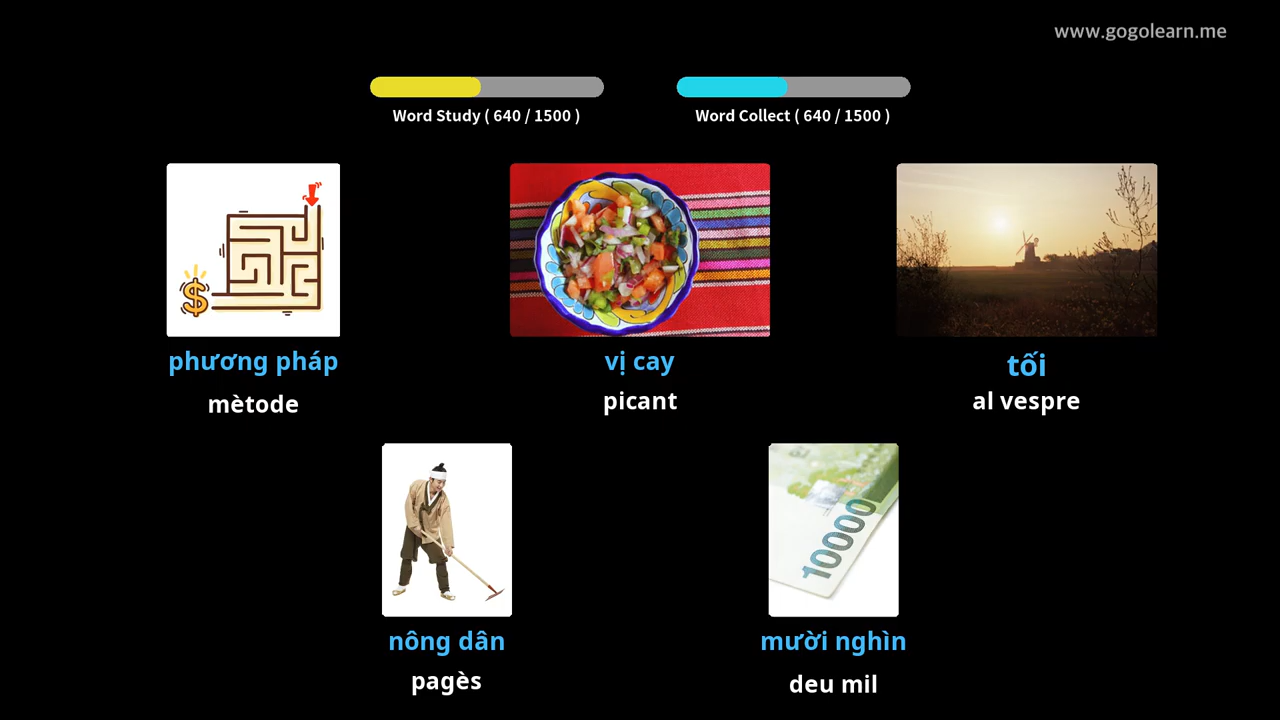 www.gogolearn.me
Word Study ( 640 / 1500 )
Word Collect ( 640 / 1500 )
phương pháp
mètode
vị cay
picant
tối
al vespre
nông dân
pagès
10000
mười nghìn
deu mil